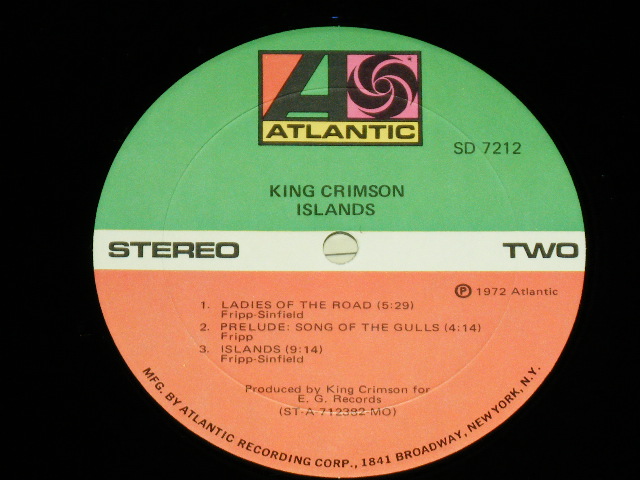 ATLANTIC
SD 7212
KING CRIMSON
ISLANDS
STEREO TWO
℗ 1972 Atlantic
1. LADIES OF THE ROAD (5:29)
Fripp-Sinfield
2. PRELUDE: SONG OF THE GULLS (4:14)
Fripp
3. ISLANDS (9:14)
Fripp-Sinfield
Produced by King Crimson for
E. G. Records
(ST-A-712382-MO)
MFG. BY ATLANTIC RECORDING CORP., 1841 BROADWAY, NEW YORK, N.Y.